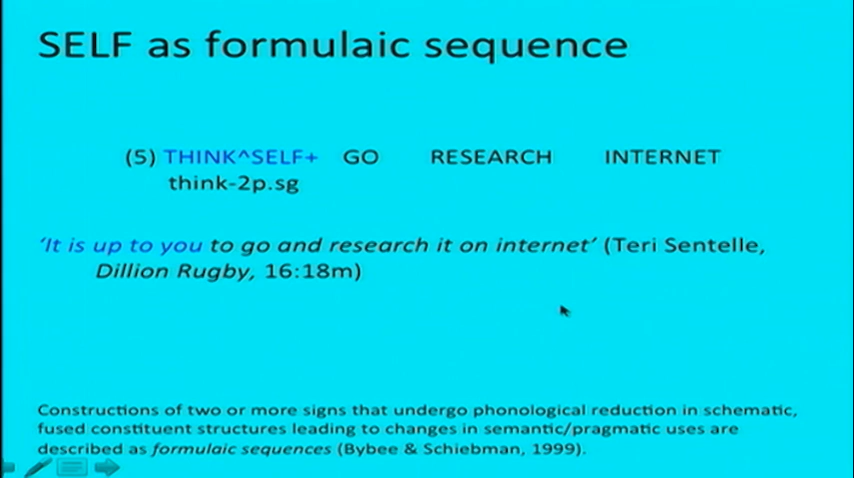 SELF as formulaic sequence
(5) THINK^SELF+ GO RESEARCH INTERNET
think-2p.sg
‘It is up to you to go and research it on internet’ (Teri Sentelle,
Dillion Rugby, 16:18m)
Constructions of two or more signs that undergo phonological reduction in schematic,
fused constituent structures leading to changes in semantic/pragmatic uses are
described as formulaic sequences (Bybee & Schiebman, 1999).